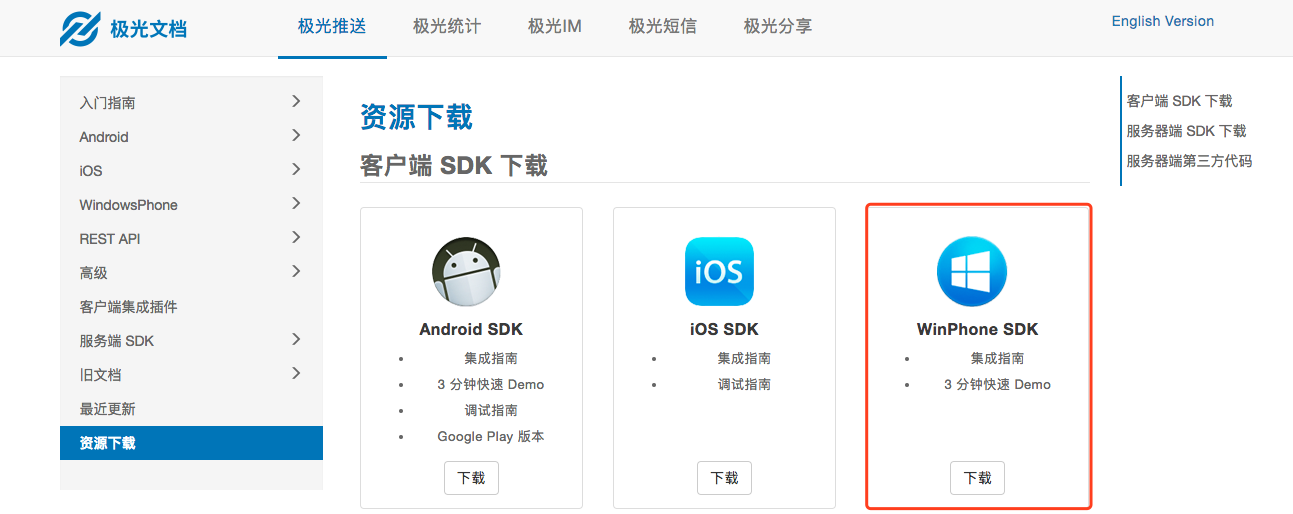 极光文档
极光推送
极光统计
极光IM
极光短信
极光分享
English Version
入门指南
Android
iOS
WindowsPhone
REST API
高级
客户端集成插件
服务端 SDK
旧文档
最近更新
资源下载
资源下载
客户端 SDK 下载
Android SDK
集成指南
3 分钟快速 Demo
调试指南
Google Play 版本
下载
iOS
iOS SDK
集成指南
调试指南
下载
WinPhone SDK
集成指南
3 分钟快速 Demo
下载
客户端 SDK 下载
服务器端 SDK 下载
服务器端第三方代码